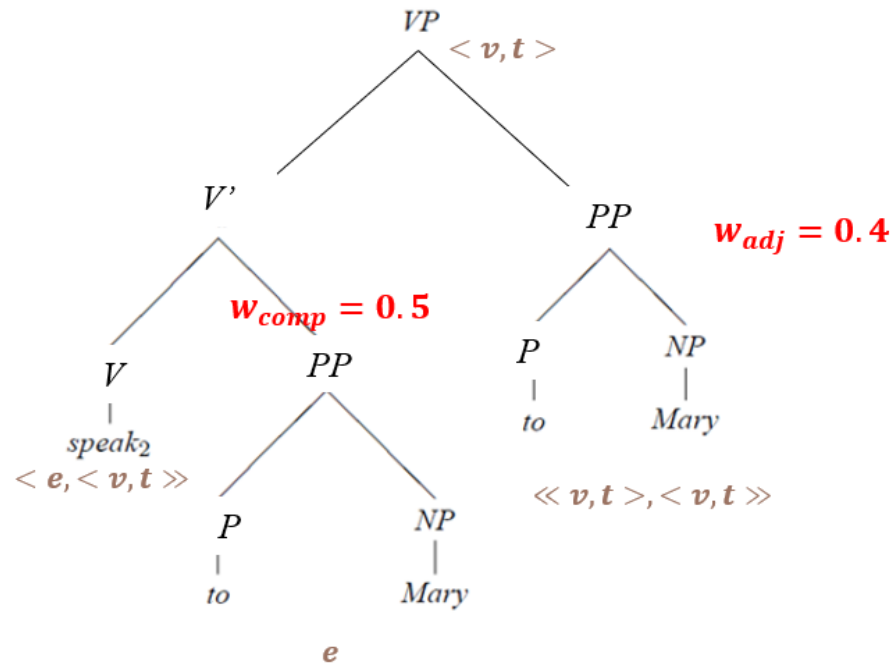 VP
< v, t >
V’
PP
w_adj = 0.4
w_comp = 0.5
V
PP
P
NP
speak₂
to
Mary
< e, < v, t ≫
≪ v, t >, < v, t ≫
P
NP
to
Mary
e